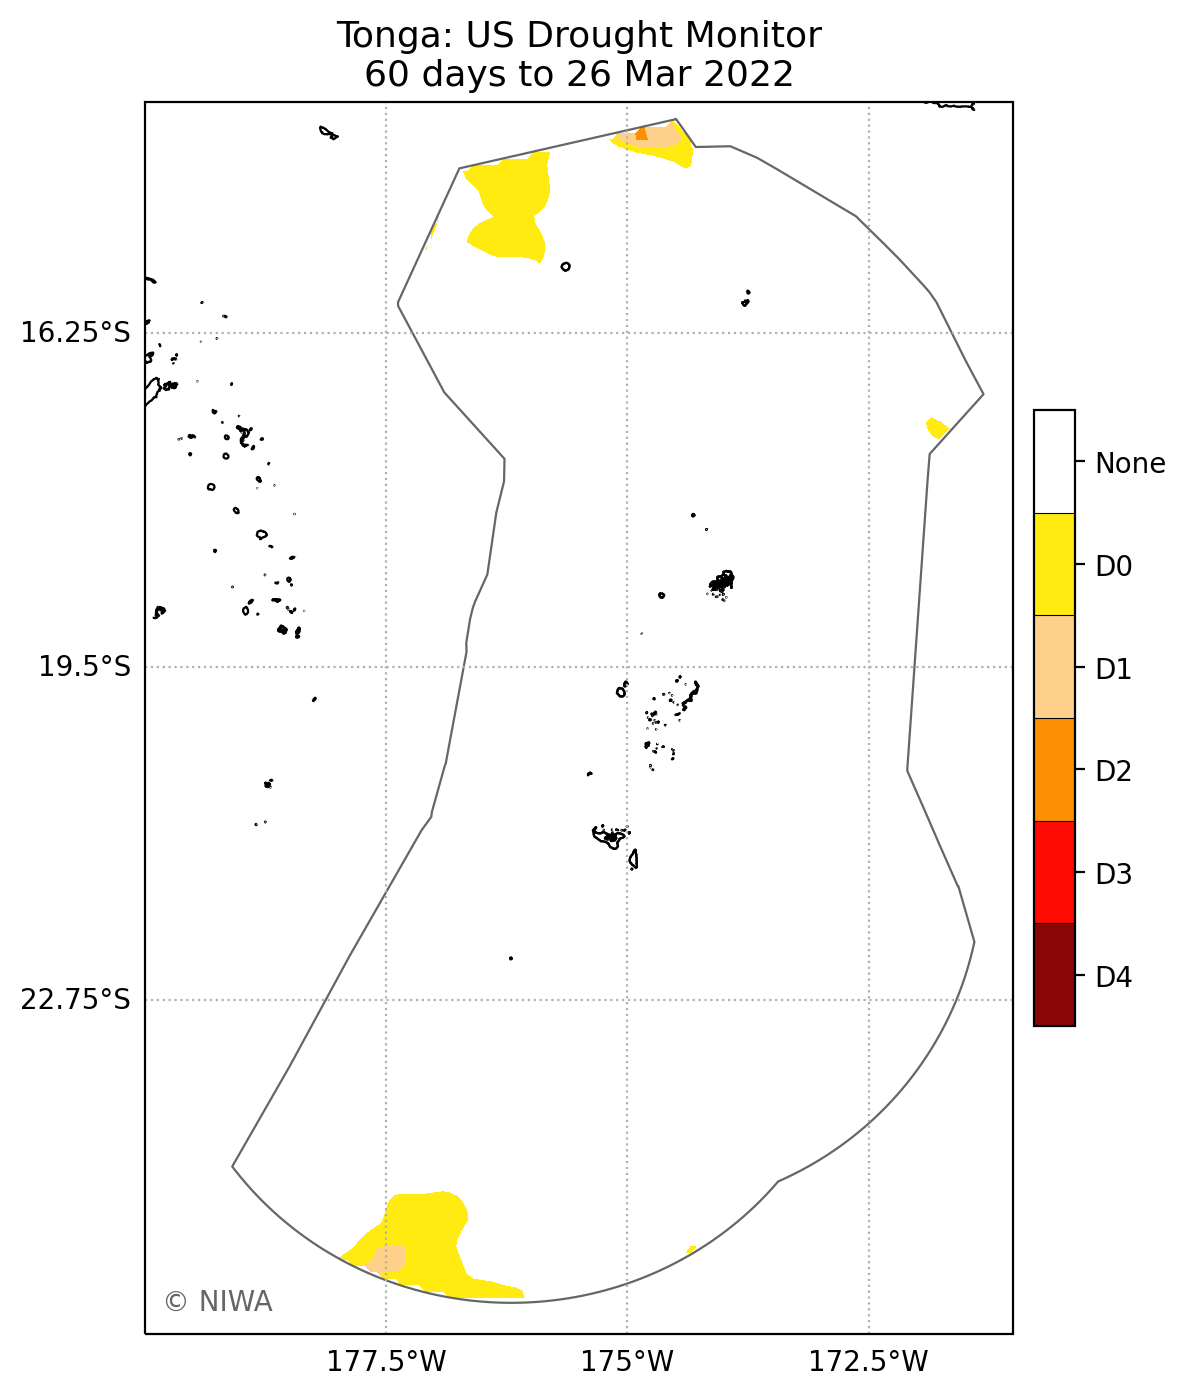 Tonga: US Drought Monitor
60 days to 26 Mar 2022
16.25°S
19.5°S
22.75°S
177.5°W
175°W
172.5°W
None
D0
D1
D2
D3
D4
© NIWA